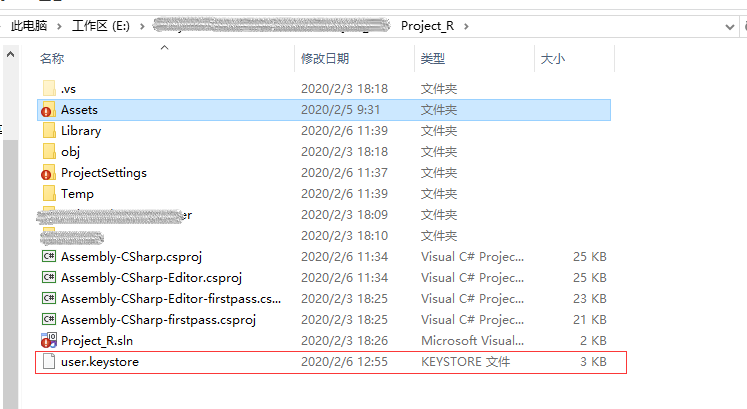 此电脑 > 工作区 (E:) > Project_R >
名称 修改日期 类型 大小
.vs 2020/2/3 18:18 文件夹
Assets 2020/2/5 9:31 文件夹
Library 2020/2/6 11:39 文件夹
obj 2020/2/3 18:18 文件夹
ProjectSettings 2020/2/6 11:37 文件夹
Temp 2020/2/6 11:39 文件夹
er 2020/2/3 18:09 文件夹
2020/2/3 18:10 文件夹
Assembly-CSharp.csproj 2020/2/6 11:34 Visual C# Projec... 25 KB
Assembly-CSharp-Editor.csproj 2020/2/6 11:34 Visual C# Projec... 25 KB
Assembly-CSharp-Editor-firstpass.cs... 2020/2/3 18:25 Visual C# Projec... 23 KB
Assembly-CSharp-firstpass.csproj 2020/2/3 18:25 Visual C# Projec... 21 KB
Project_R.sln 2020/2/3 18:26 Microsoft Visual... 2 KB
user.keystore 2020/2/6 12:55 KEYSTORE 文件 3 KB